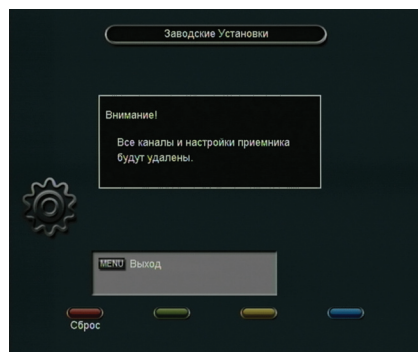 Заводские Установки
Внимание!
Все каналы и настройки приемника
будут удалены.
MENU Выход
Сброс